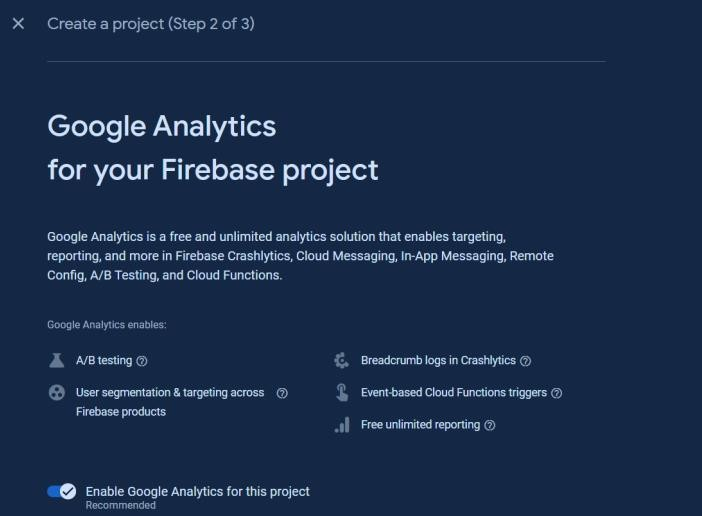 Create a project (Step 2 of 3)
Google Analytics
for your Firebase project
Google Analytics is a free and unlimited analytics solution that enables targeting,
reporting, and more in Firebase Crashlytics, Cloud Messaging, In-App Messaging, Remote
Config, A/B Testing, and Cloud Functions.
Google Analytics enables:
A/B testing
User segmentation & targeting across
Firebase products
Breadcrumb logs in Crashlytics
Event-based Cloud Functions triggers
Free unlimited reporting
Enable Google Analytics for this project
Recommended